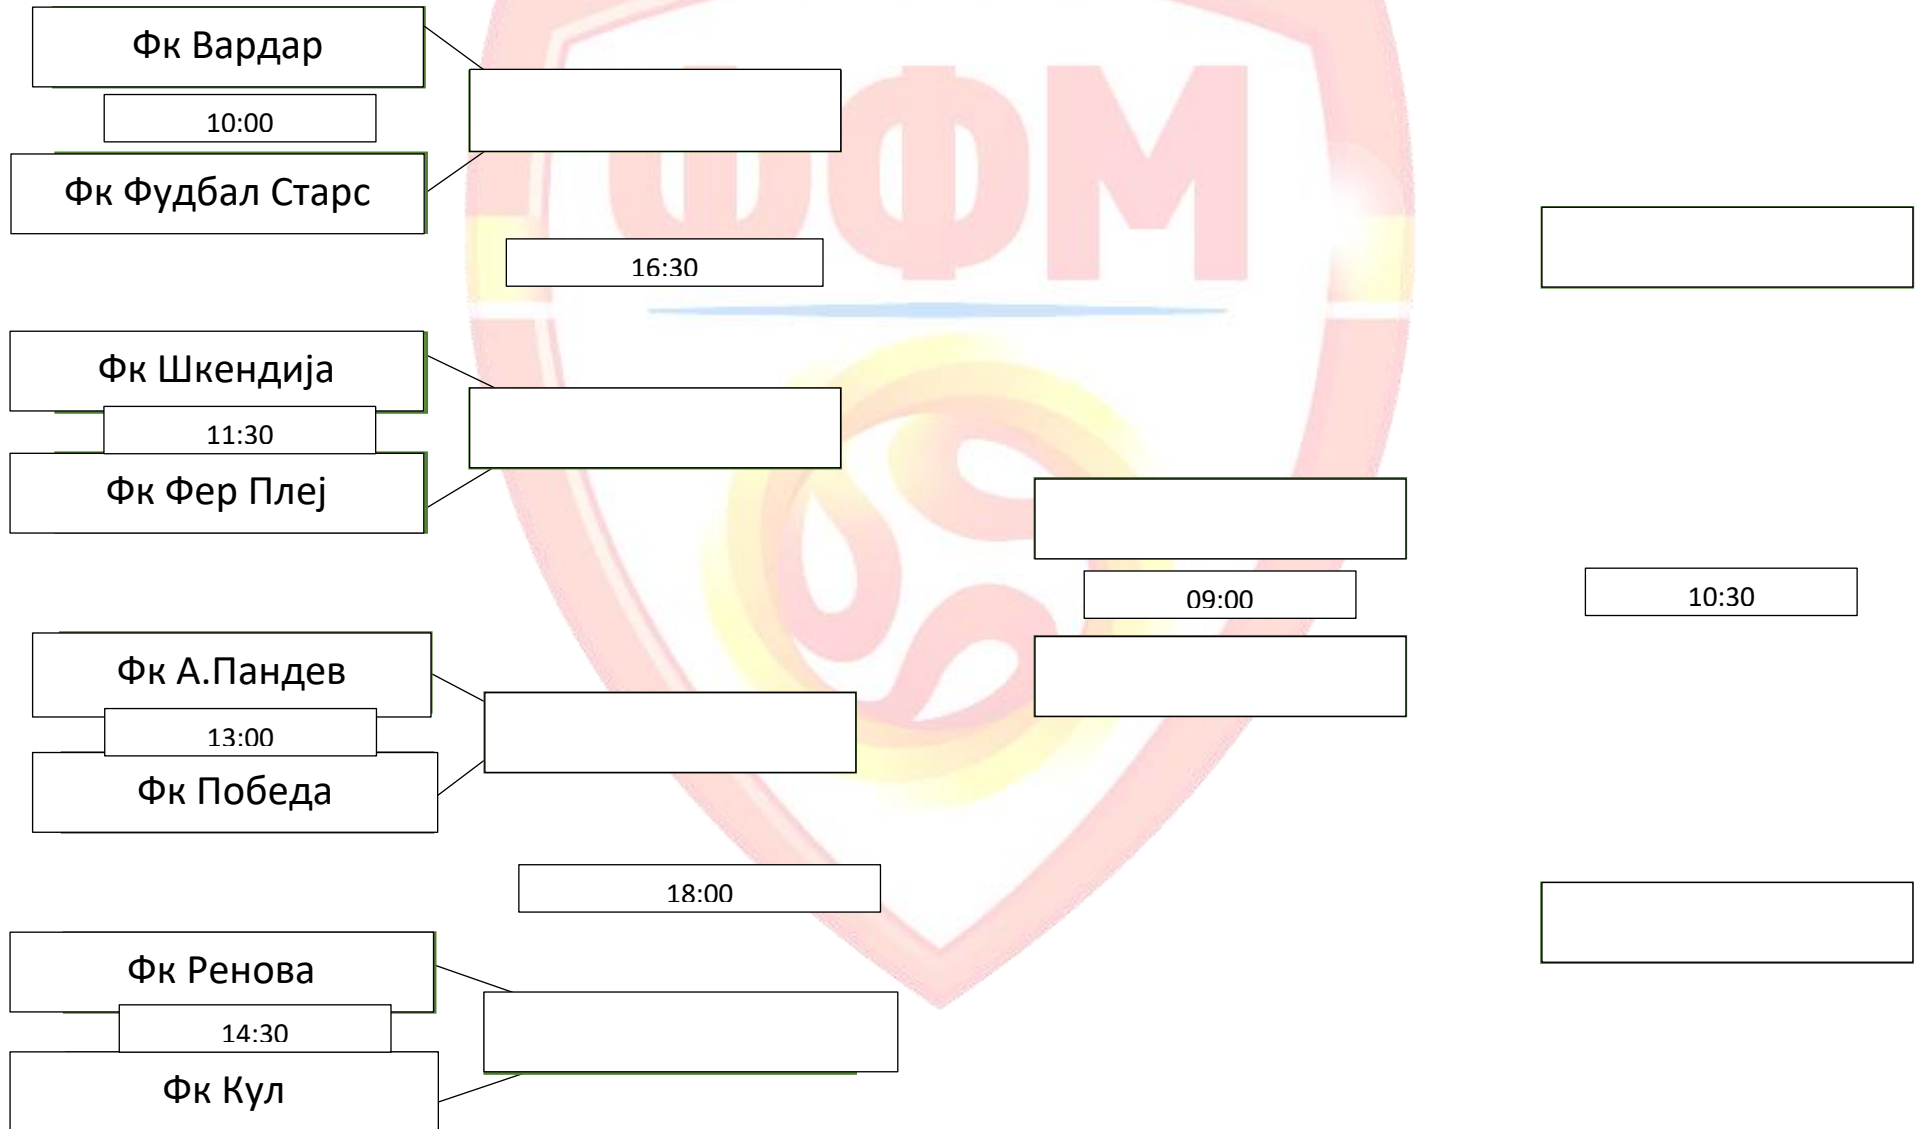 Фк Вардар
10:00
Фк Фудбал Старс
16:30
Фк Шкендија
11:30
Фк Фер Плеј
09:00
10:30
Фк А.Пандев
13:00
Фк Победа
18:00
Фк Ренова
14:30
Фк Кул
ФФМ